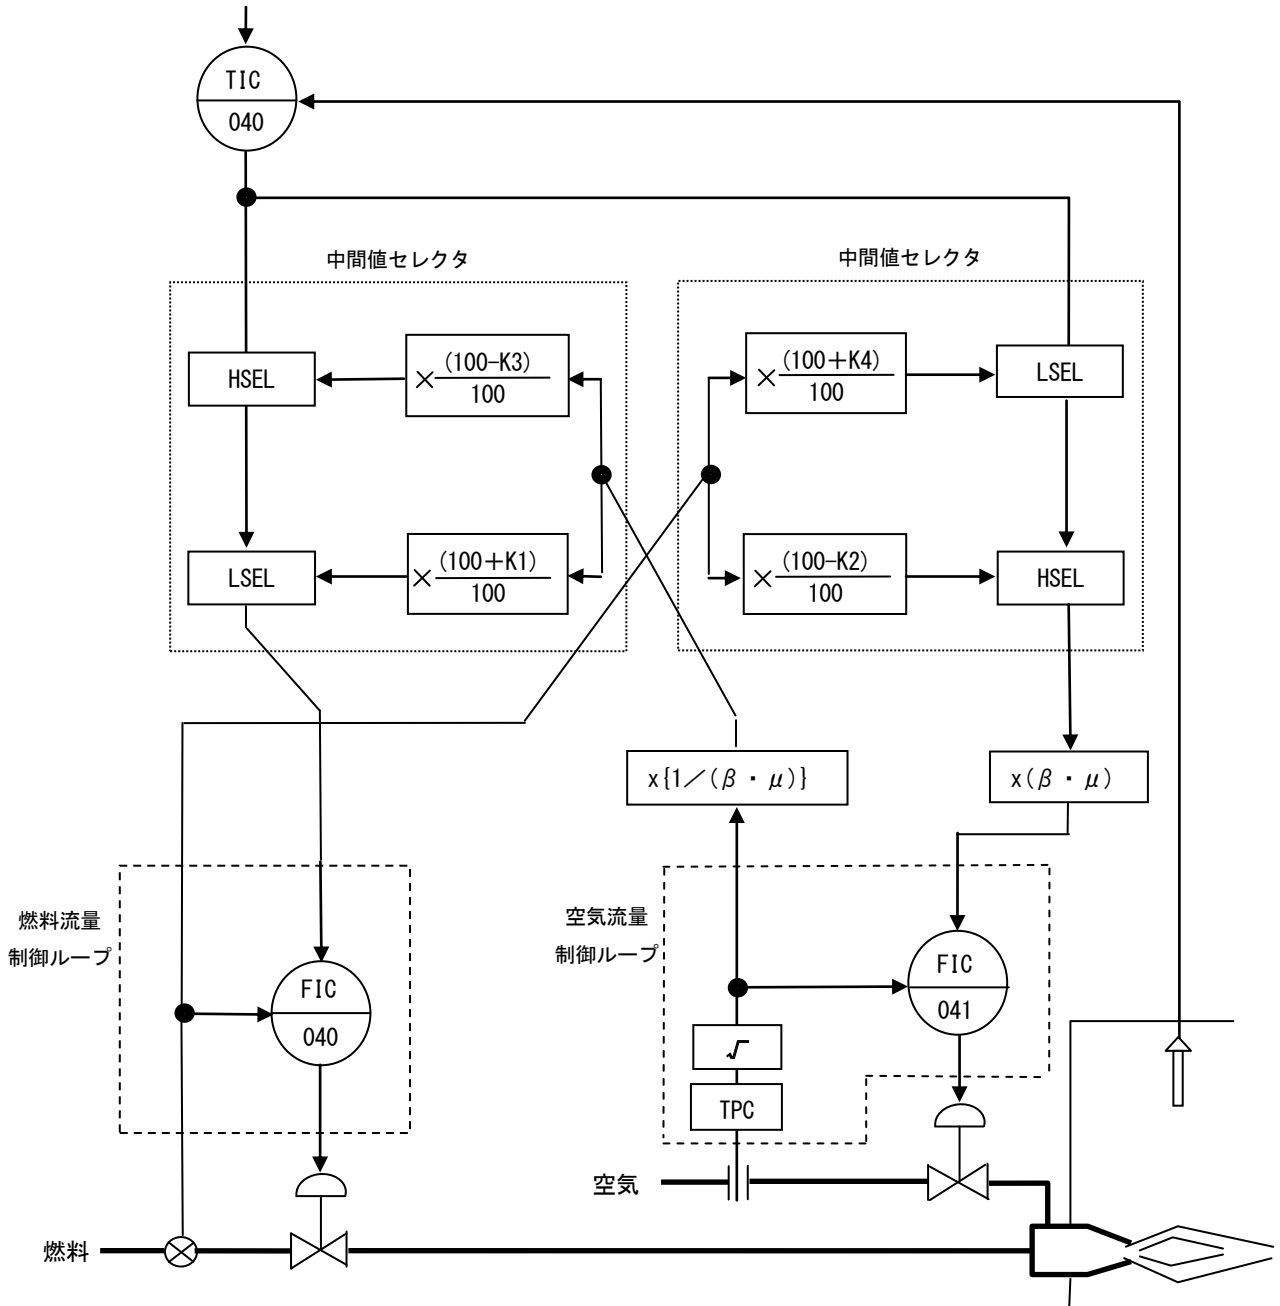 TIC
040
中間値セレクタ
中間値セレクタ
HSEL
×(100-K3)/100
×(100+K4)/100
LSEL
LSEL
×(100+K1)/100
×(100-K2)/100
HSEL
x{1/(β・μ)}
x(β・μ)
燃料流量
制御ループ
FIC
040
空気流量
制御ループ
FIC
041
√
TPC
空気
燃料